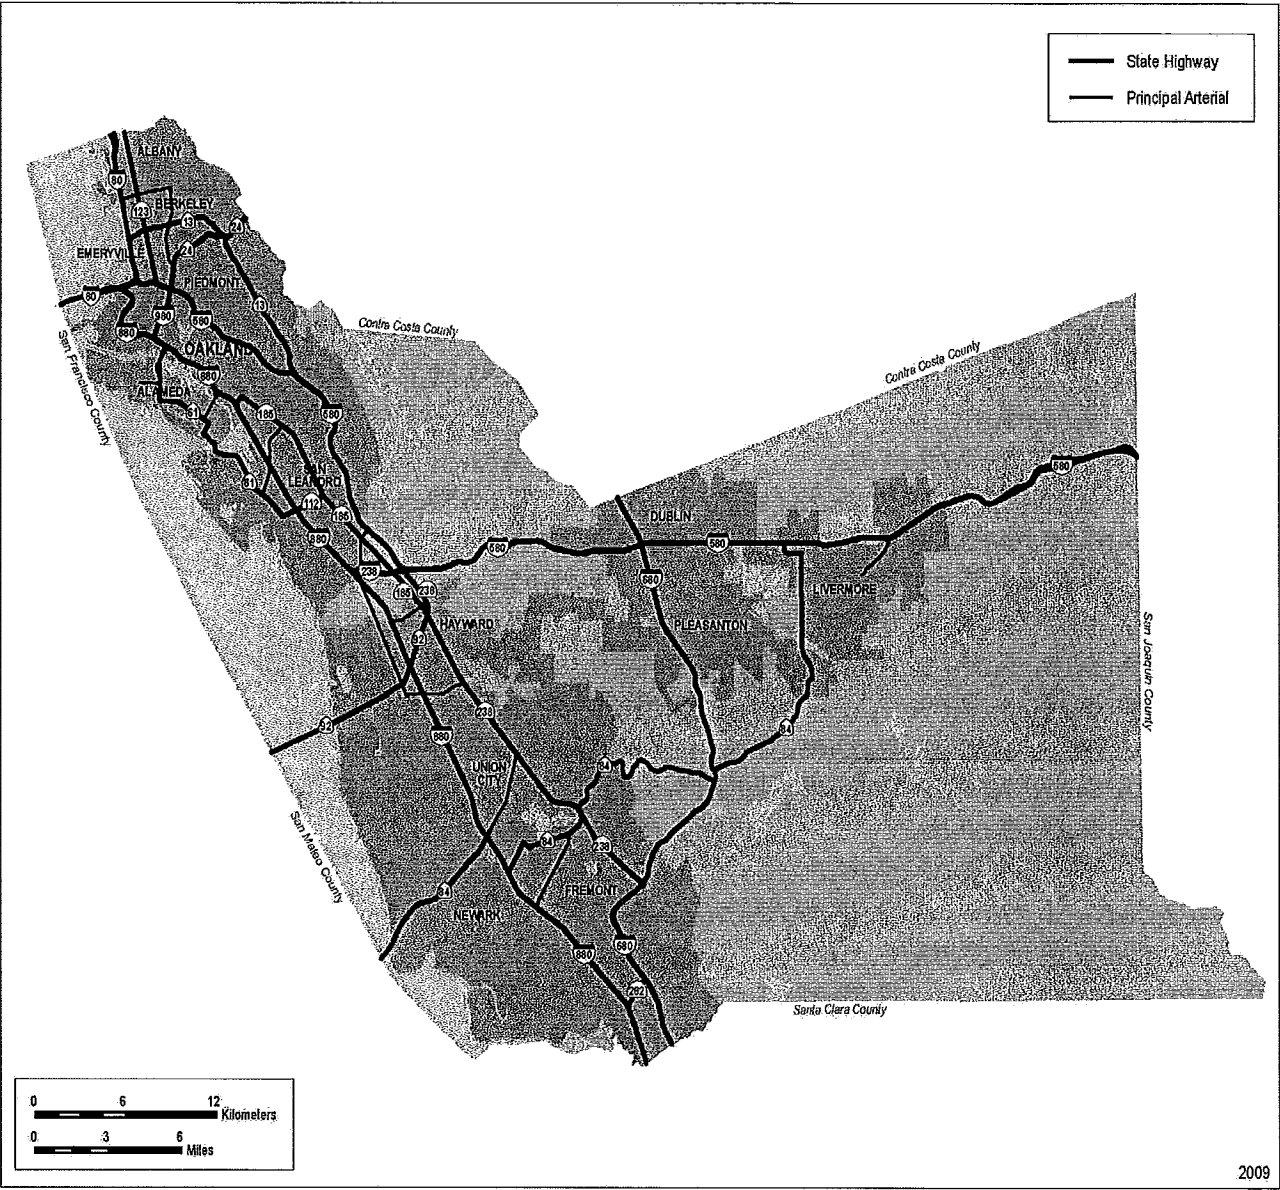 State Highway
Principal Arterial
ALBANY
80
123
BERKELEY
13
24
EMERYVILLE
24
PIEDMONT
80
980
580
13
880
OAKLAND
Contra Costa County
San Francisco County
880
ALAMEDA
61
185
580
Contra Costa County
61
SAN
LEANDRO
112
185
580
880
DUBLIN
580
580
238
680
185
238
LIVERMORE
HAYWARD
92
PLEASANTON
San Joaquin County
238
92
880
84
UNION
CITY
84
San Mateo County
84
238
84
FREMONT
NEWARK
880
680
262
Santa Clara County
0
6
12
Kilometers
0
3
6
Miles
2009